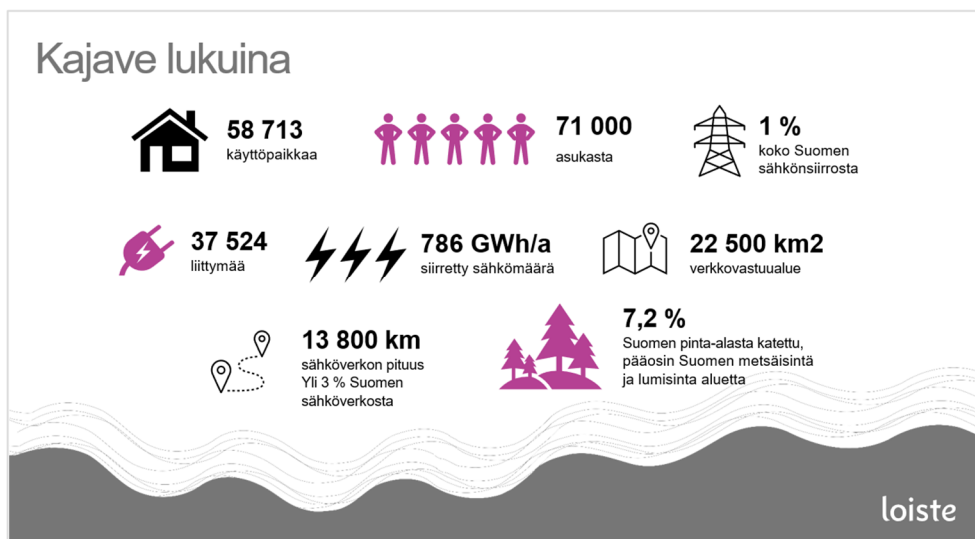 Kajave lukuina
58 713
käyttöpaikkaa
71 000
asukasta
1 %
koko Suomen
sähkönsiirrosta
37 524
liittymää
786 GWh/a
siirretty sähkömäärä
22 500 km2
verkkovastuualue
13 800 km
sähköverkon pituus
Yli 3 % Suomen
sähköverkosta
7,2 %
Suomen pinta-alasta katettu,
pääosin Suomen metsäisintä
ja lumisinta aluetta
loiste